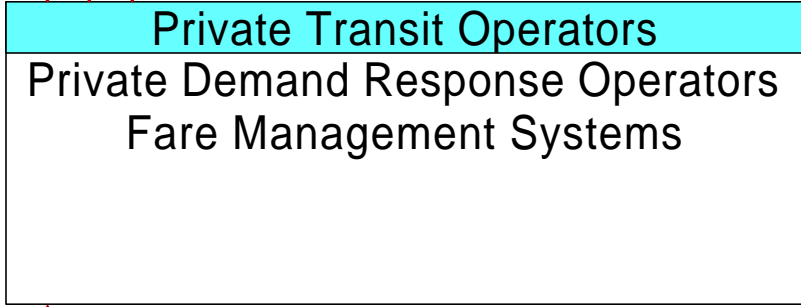 Private Transit Operators
Private Demand Response Operators
Fare Management Systems